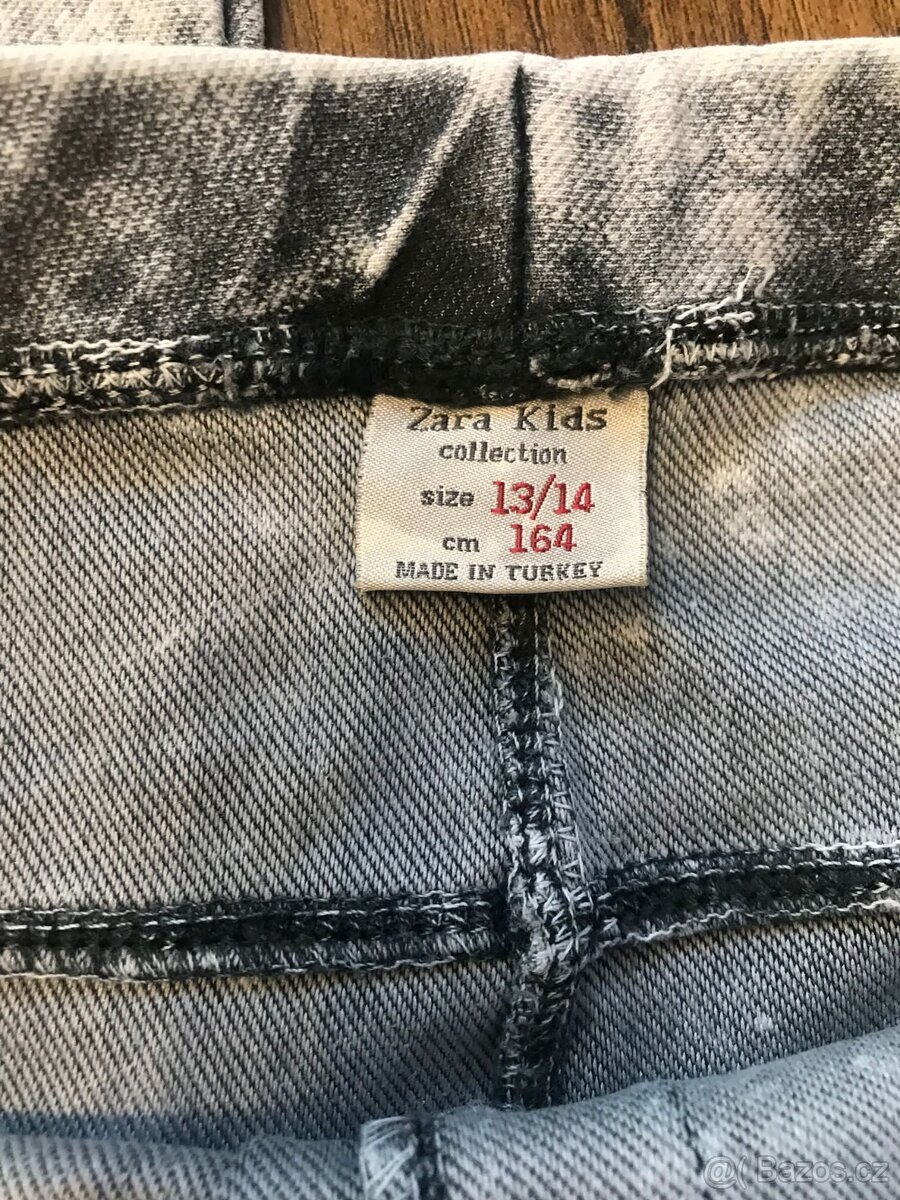 Zara Kids
collection
size 13/14
cm 164
MADE IN TURKEY
@( Bazos.cz